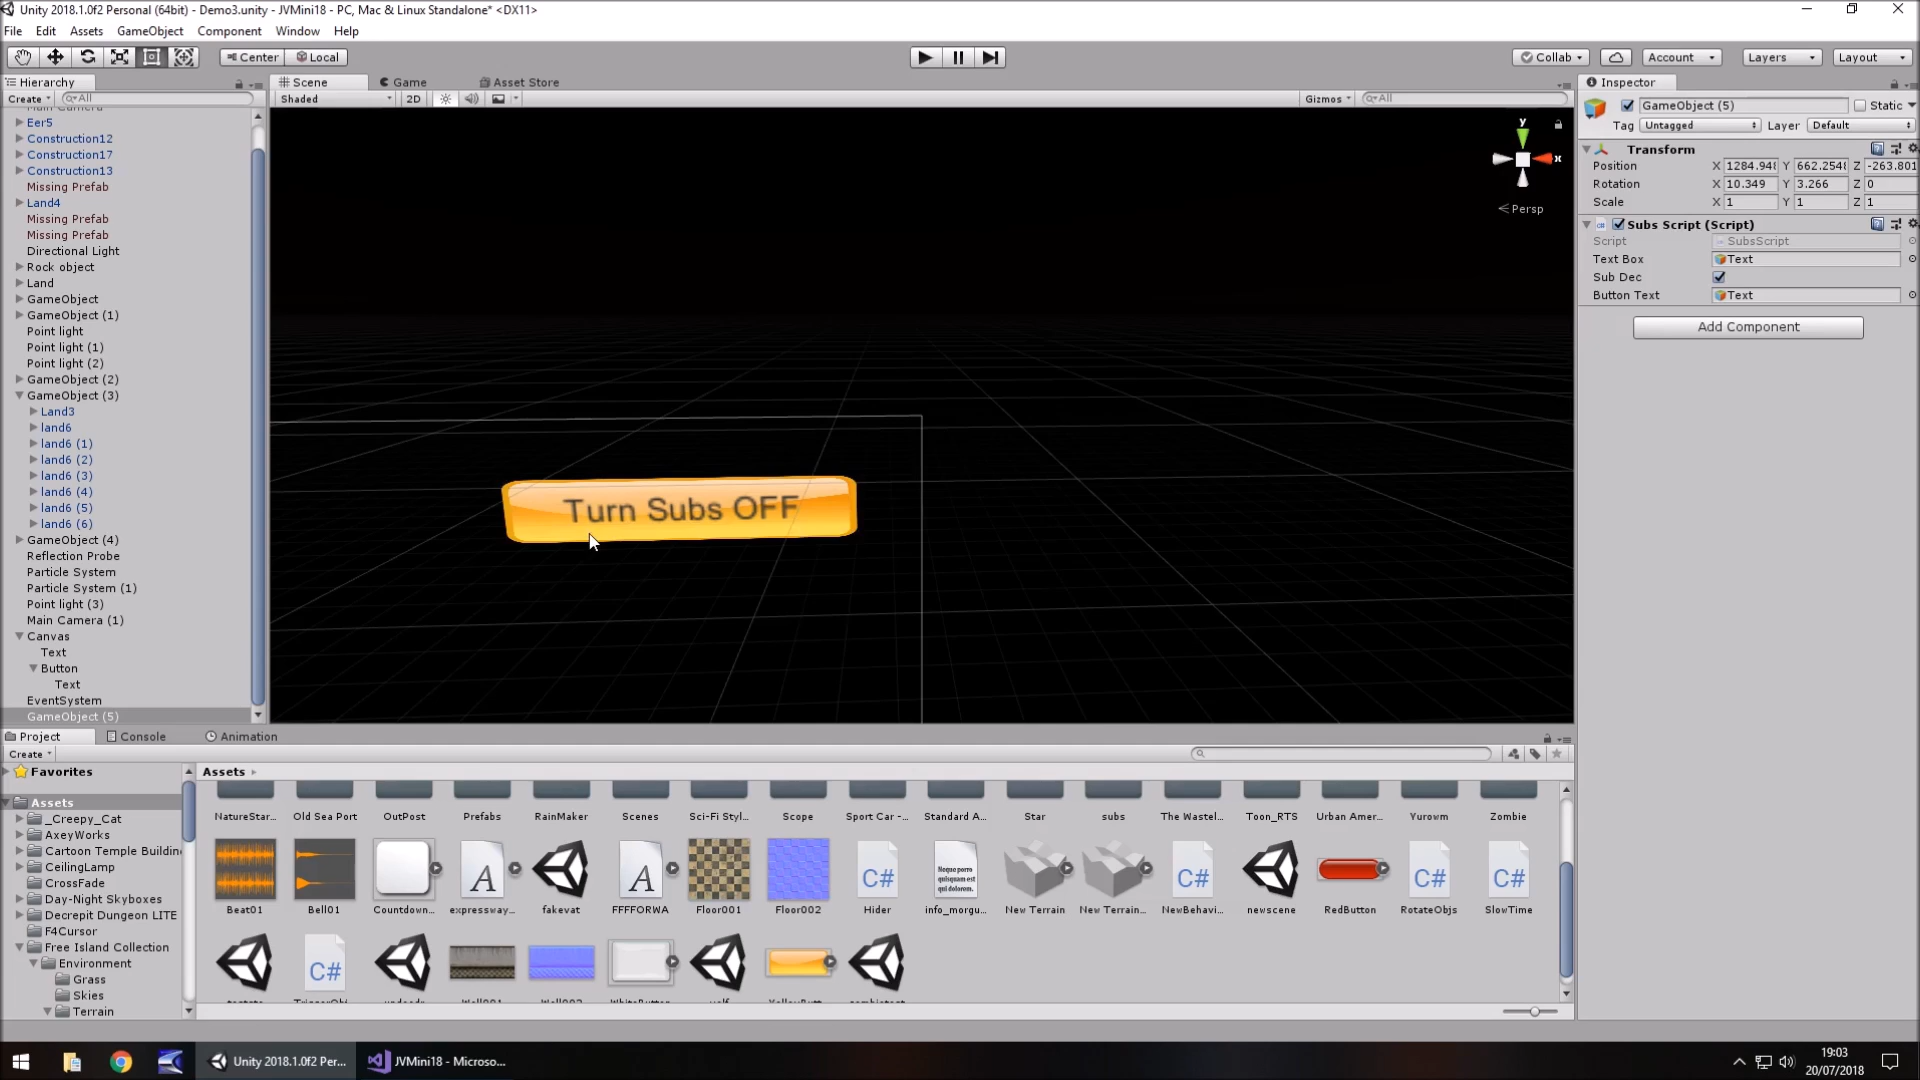 Unity 2018.1.0f2 Personal (64bit) - Demo3.unity - JVMini18 - PC, Mac & Linux Standalone* <DX11>
File Edit Assets GameObject Component Window Help
Center Local Collab Account Layers Layout
Hierarchy
Create All
Main Camera
Eer5
Construction12
Construction17
Construction13
Missing Prefab
Land4
Missing Prefab
Missing Prefab
Directional Light
Rock object
Land
GameObject
GameObject (1)
Point light
Point light (1)
Point light (2)
GameObject (2)
GameObject (3)
Land3
land6
land6 (1)
land6 (2)
land6 (3)
land6 (4)
land6 (5)
land6 (6)
GameObject (4)
Reflection Probe
Particle System
Particle System (1)
Point light (3)
Main Camera (1)
Canvas
Text
Button
Text
EventSystem
GameObject (5)
Scene Game Asset Store
Shaded 2D Gizmos All
y
x
Persp
Turn Subs OFF
Inspector
GameObject (5) Static
Tag Untagged Layer Default
Transform
Position X 1284.948 Y 662.2548 Z -263.801
Rotation X 10.349 Y 3.266 Z 0
Scale X 1 Y 1 Z 1
Subs Script (Script)
Script SubsScript
Text Box Text
Sub Dec
Button Text Text
Add Component
Project Console Animation
Create
Favorites
Assets
_Creepy_Cat
AxeyWorks
Cartoon Temple Buildin
CeilingLamp
CrossFade
Day-Night Skyboxes
Decrepit Dungeon LITE
F4Cursor
Free Island Collection
Environment
Grass
Skies
Terrain
Assets
NatureStar... Old Sea Port OutPost Prefabs RainMaker Scenes Sci-Fi Styl... Scope Sport Car -... Standard A... Star subs The Wastel... Toon_RTS Urban Amer... Yurowm Zombie
Beat01 Bell01 Countdown... expressway... fakevat FFFFORWA Floor001 Floor002 Hider info_morgu... New Terrain New Terrain... NewBehavi... newscene RedButton RotateObjs SlowTime
Unity 2018.1.0f2 Per... JVMini18 - Microso...
19:03
20/07/2018